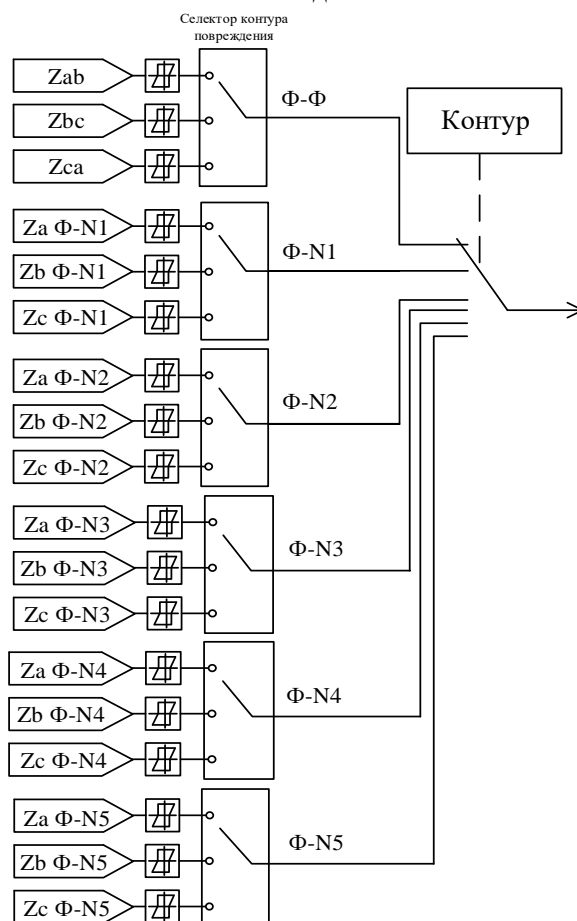 Селектор контура
повреждения
Zab
Zbc
Zca
Ф-Ф
Контур
Za Ф-N1
Zb Ф-N1
Zc Ф-N1
Ф-N1
Za Ф-N2
Zb Ф-N2
Zc Ф-N2
Ф-N2
Za Ф-N3
Zb Ф-N3
Zc Ф-N3
Ф-N3
Za Ф-N4
Zb Ф-N4
Zc Ф-N4
Ф-N4
Za Ф-N5
Zb Ф-N5
Zc Ф-N5
Ф-N5